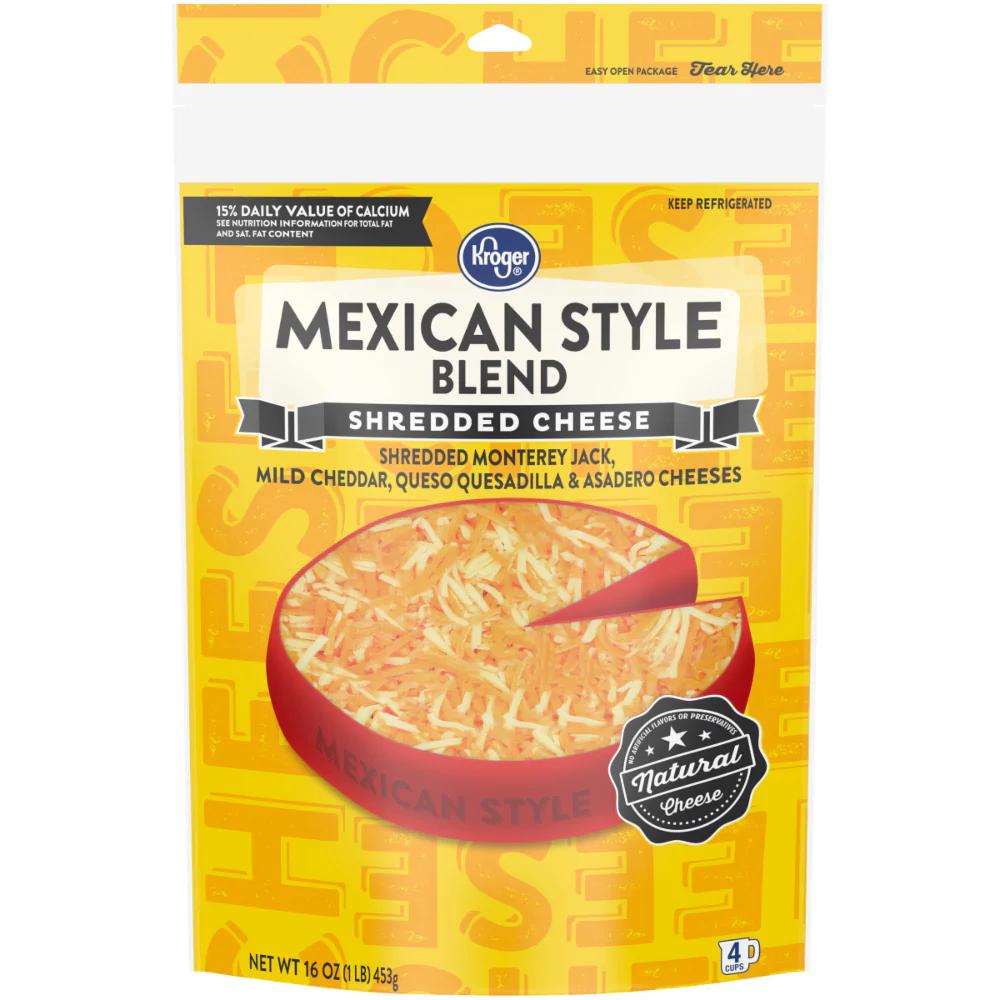 EASY OPEN PACKAGE Tear Here
KEEP REFRIGERATED
15% DAILY VALUE OF CALCIUM
SEE NUTRITION INFORMATION FOR TOTAL FAT
AND SAT. FAT CONTENT
Kroger®
MEXICAN STYLE
BLEND
SHREDDED CHEESE
SHREDDED MONTEREY JACK,
MILD CHEDDAR, QUESO QUESADILLA & ASADERO CHEESES
MEXICAN STYLE
NO ARTIFICIAL FLAVORS OR PRESERVATIVES
Natural
Cheese
NET WT 16 OZ (1 LB) 453g
4
CUPS